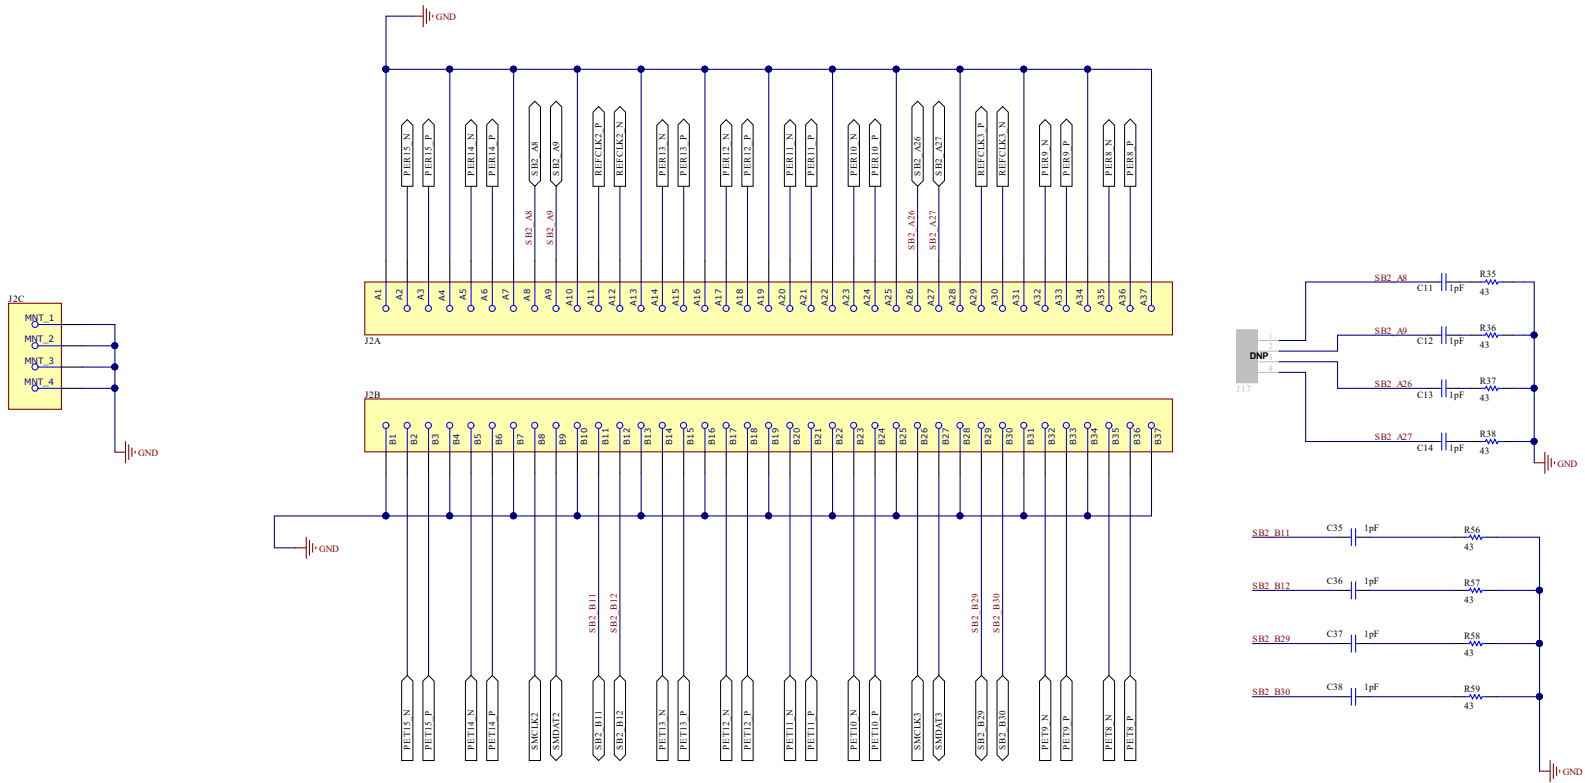 GND
PER15_N
PER15_P
PER14_N
PER14_P
SB2_A8
SB2_A9
REFCLK2_P
REFCLK2_N
PER13_N
PER13_P
PER12_N
PER12_P
PER11_N
PER11_P
PER10_N
PER10_P
SB2_A26
SB2_A27
REFCLK3_P
REFCLK3_N
PER9_N
PER9_P
PER8_N
PER8_P
SB2_A8
SB2_A9
SB2_A26
SB2_A27
A1
A2
A3
A4
A5
A6
A7
A8
A9
A10
A11
A12
A13
A14
A15
A16
A17
A18
A19
A20
A21
A22
A23
A24
A25
A26
A27
A28
A29
A30
A31
A32
A33
A34
A35
A36
A37
J2A
J2C
MNT_1
MNT_2
MNT_3
MNT_4
GND
J2B
B1
B2
B3
B4
B5
B6
B7
B8
B9
B10
B11
B12
B13
B14
B15
B16
B17
B18
B19
B20
B21
B22
B23
B24
B25
B26
B27
B28
B29
B30
B31
B32
B33
B34
B35
B36
B37
GND
SB2_B11
SB2_B12
SB2_B29
SB2_B30
PET15_N
PET15_P
PET14_N
PET14_P
SMCLK2
SMDAT2
SB2_B11
SB2_B12
PET13_N
PET13_P
PET12_N
PET12_P
PET11_N
PET11_P
PET10_N
PET10_P
SMCLK3
SMDAT3
SB2_B29
SB2_B30
PET9_N
PET9_P
PET8_N
PET8_P
SB2_A8
C11 1pF
R35
43
SB2_A9
C12 1pF
R36
43
SB2_A26
C13 1pF
R37
43
SB2_A27
C14 1pF
R38
43
GND
1
2
3
4
DNP
J17
SB2_B11
C35 1pF
R56
43
SB2_B12
C36 1pF
R57
43
SB2_B29
C37 1pF
R58
43
SB2_B30
C38 1pF
R59
43
GND